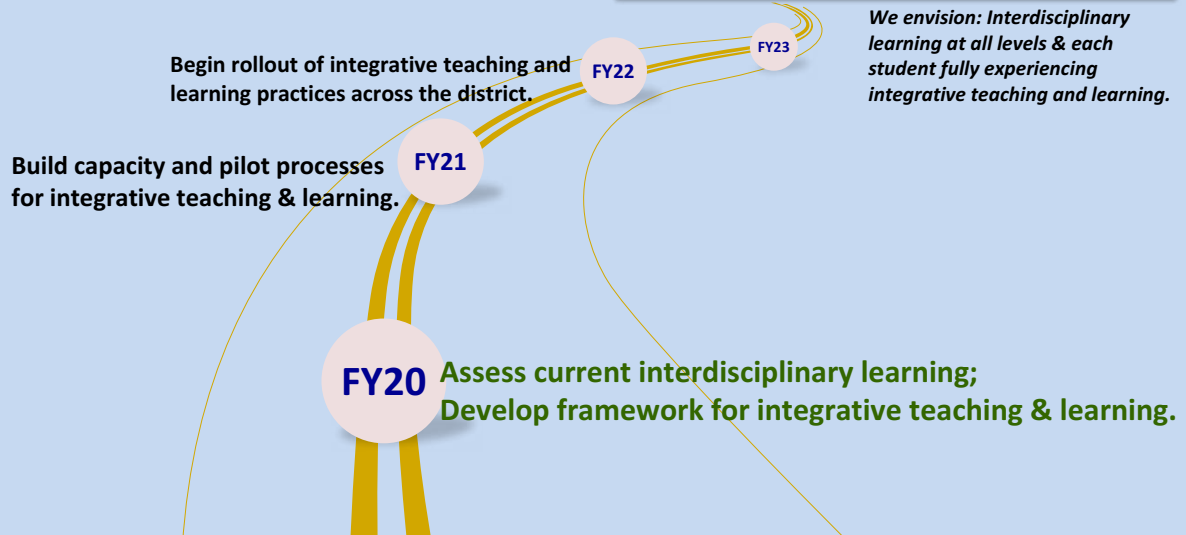 We envision: Interdisciplinary
learning at all levels & each
student fully experiencing
integrative teaching and learning.
FY23
Begin rollout of integrative teaching and
learning practices across the district.
FY22
FY21
Build capacity and pilot processes
for integrative teaching & learning.
FY20
Assess current interdisciplinary learning;
Develop framework for integrative teaching & learning.